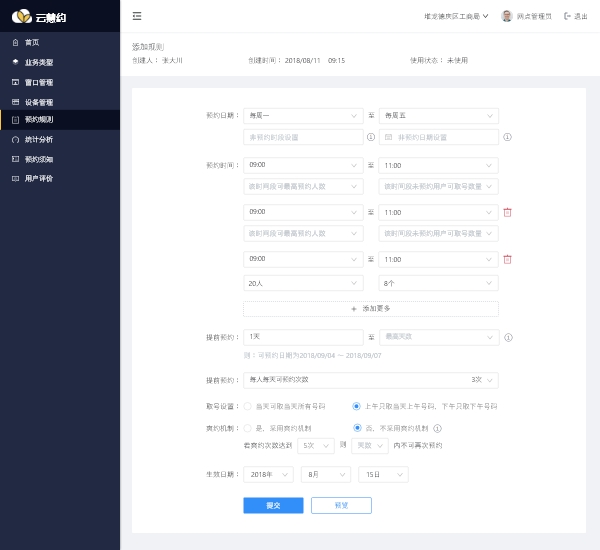 云慧约
堆龙德庆区工商局 网点管理员 退出
首页
业务类型
窗口管理
设备管理
预约规则
统计分析
预约须知
用户评价
添加规则
创建人： 张大川 创建时间： 2018/08/11 09:15 使用状态： 未使用
预约日期： 每周一 至 每周五
非预约时段设置 非预约日期设置
预约时间： 09:00 至 11:00
该时间段可最高预约人数 该时间段未预约用户可取号数量
09:00 至 11:00
该时间段可最高预约人数 该时间段未预约用户可取号数量
09:00 至 11:00
20人 8个
+ 添加更多
提前预约： 1天 至 最高天数
则：可预约日期为2018/09/04 ～ 2018/09/07
提前预约： 每人每天可预约次数 3次
取号设置： 当天可取当天所有号码 上午只取当天上午号码，下午只取下午号码
爽约机制： 是，采用爽约机制 否，不采用爽约机制
若爽约次数达到 5次 则 天数 内不可再次预约
生效日期： 2018年 8月 15日
提交 预览